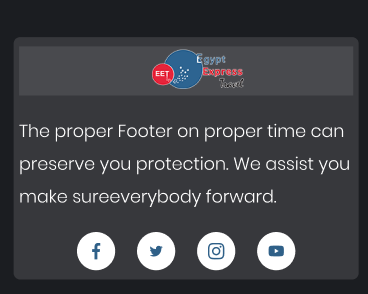 EET
Egypt
Express
Travel
The proper Footer on proper time can
preserve you protection. We assist you
make sureeverybody forward.